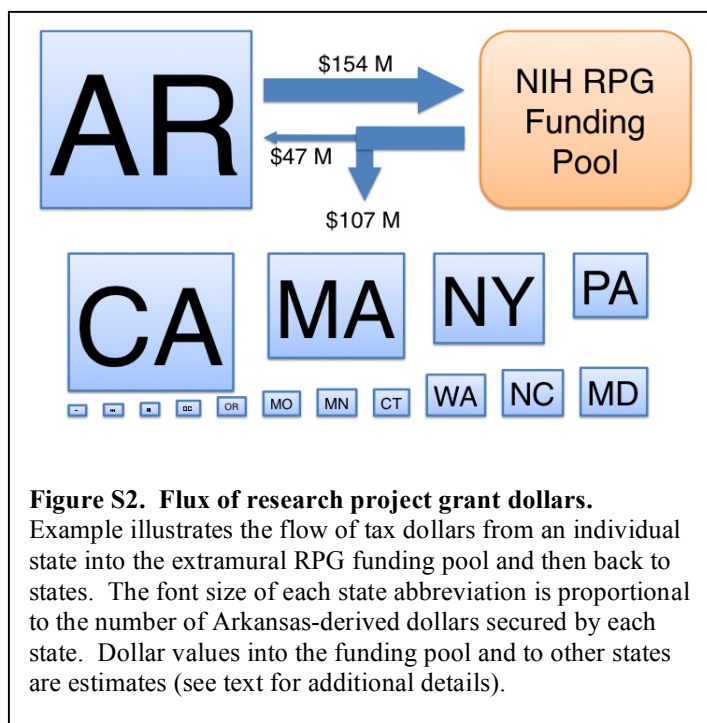 AR
$154 M
NIH RPG
Funding
Pool
$47 M
$107 M
CA
MA
NY
PA
DC
OR
MO
MN
CT
WA
NC
MD
Figure S2. Flux of research project grant dollars.
Example illustrates the flow of tax dollars from an individual
state into the extramural RPG funding pool and then back to
states. The font size of each state abbreviation is proportional
to the number of Arkansas-derived dollars secured by each
state. Dollar values into the funding pool and to other states
are estimates (see text for additional details).